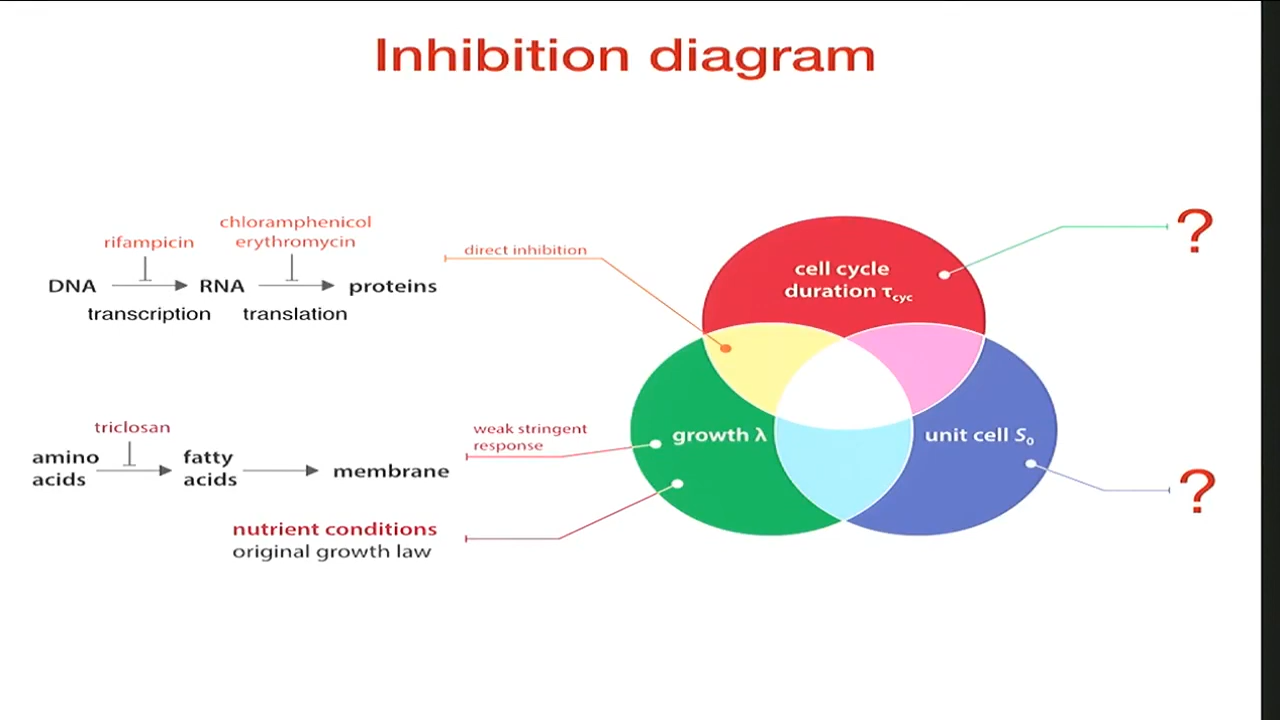 Inhibition diagram
chloramphenicol
rifampicin
erythromycin
DNA
RNA
proteins
transcription
translation
direct inhibition
cell cycle
duration τcyc
?
triclosan
amino
acids
fatty
acids
membrane
weak stringent
response
growth λ
unit cell S0
?
nutrient conditions
original growth law